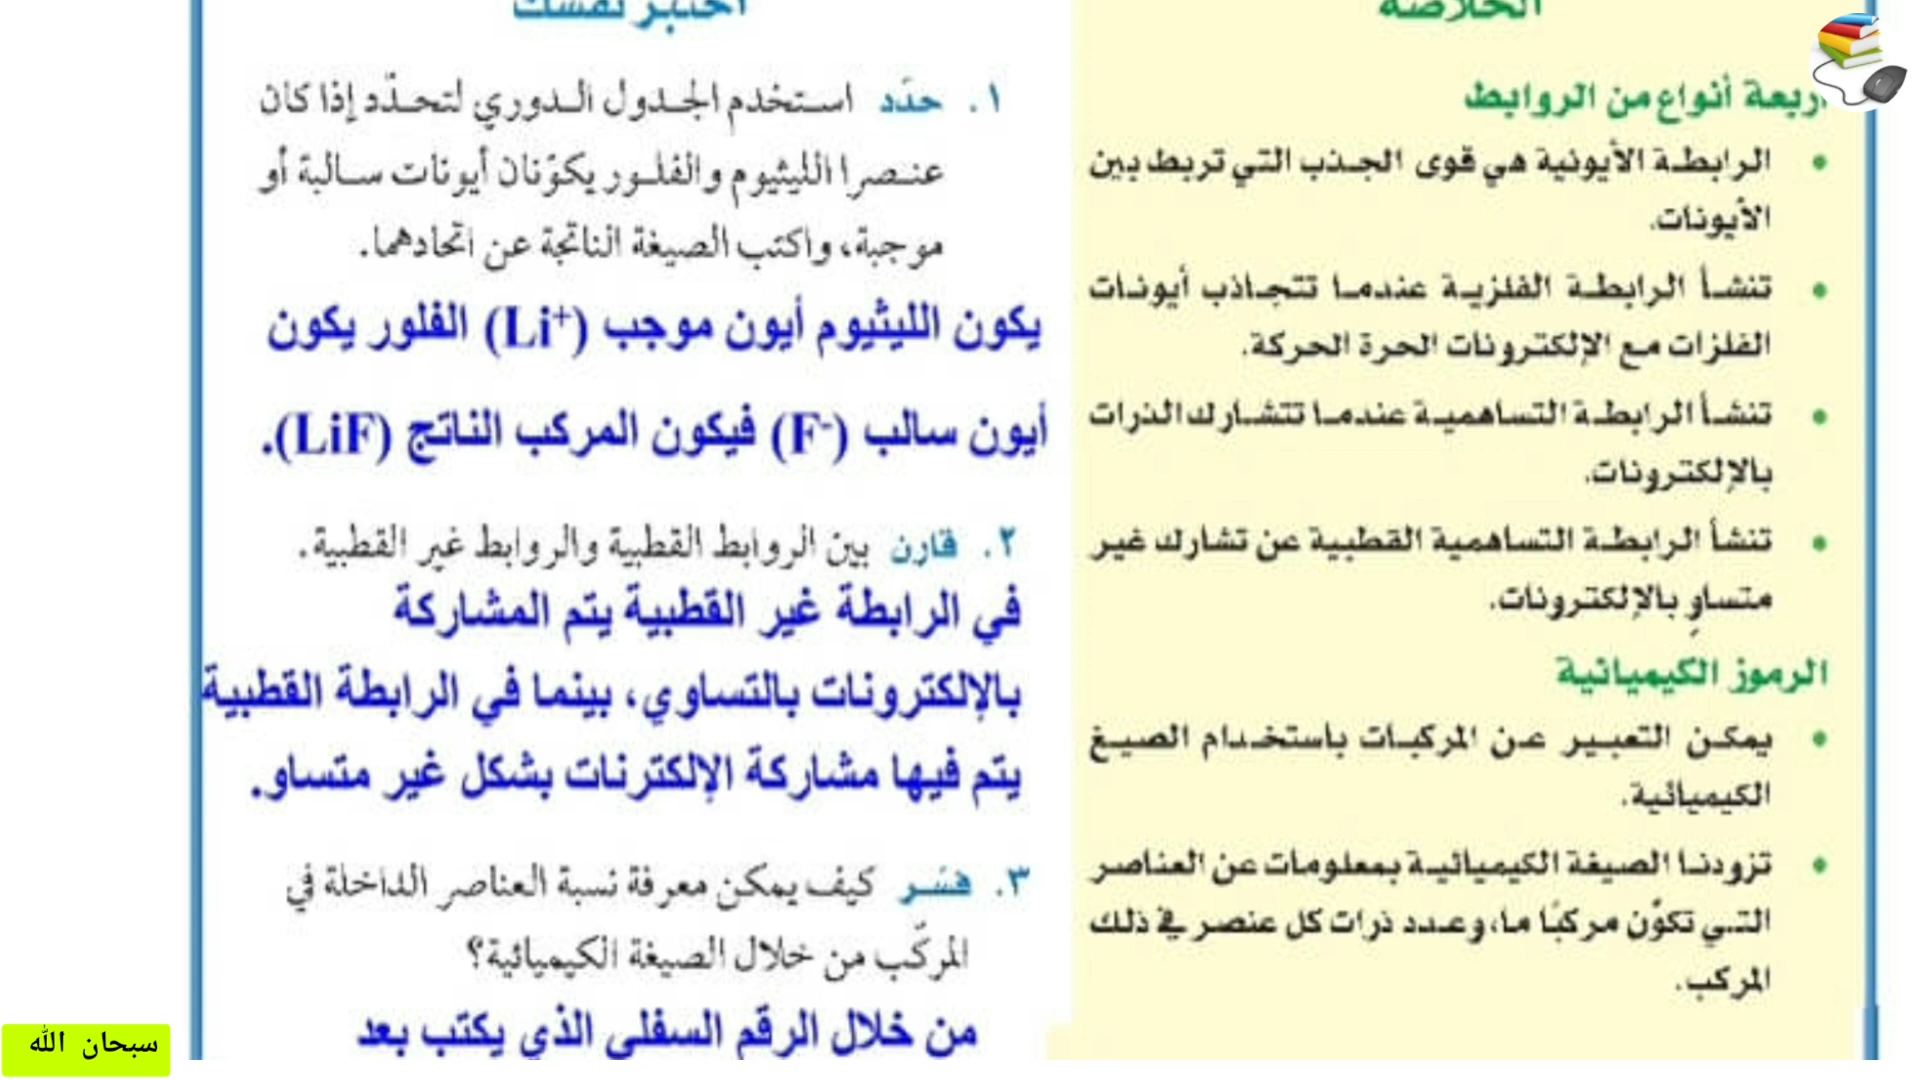 الخلاصة
أربعة أنواع من الروابط
• الرابطة الأيونية هي قوى الجذب التي تربط بين
الأيونات.
• تنشأ الرابطة الفلزية عندما تتجاذب أيونات
الفلزات مع الإلكترونات الحرة الحركة.
• تنشأ الرابطة التساهمية عندما تتشارك الذرات
بالإلكترونات.
• تنشأ الرابطة التساهمية القطبية عن تشارك غير
متساوٍ بالإلكترونات.
الرموز الكيميائية
• يمكن التعبير عن المركبات باستخدام الصيغ
الكيميائية.
• تزودنا الصيغة الكيميائية بمعلومات عن العناصر
التي تكوّن مركبًا ما، وعدد ذرات كل عنصر في ذلك
المركب.
اختبر نفسك
١. حدّد استخدم الجدول الدوري لتحدّد إذا كان
عنصرا الليثيوم والفلور يكوّنان أيونات سالبة أو
موجبة، واكتب الصيغة الناتجة عن اتحادهما.
يكون الليثيوم أيون موجب (Li⁺) الفلور يكون
أيون سالب (F⁻) فيكون المركب الناتج (LiF).
٢. قارن بين الروابط القطبية والروابط غير القطبية.
في الرابطة غير القطبية يتم المشاركة
بالإلكترونات بالتساوي، بينما في الرابطة القطبية
يتم فيها مشاركة الإلكترنات بشكل غير متساو.
٣. فسّر كيف يمكن معرفة نسبة العناصر الداخلة في
المركّب من خلال الصيغة الكيميائية؟
من خلال الرقم السفلي الذي يكتب بعد
سبحان الله